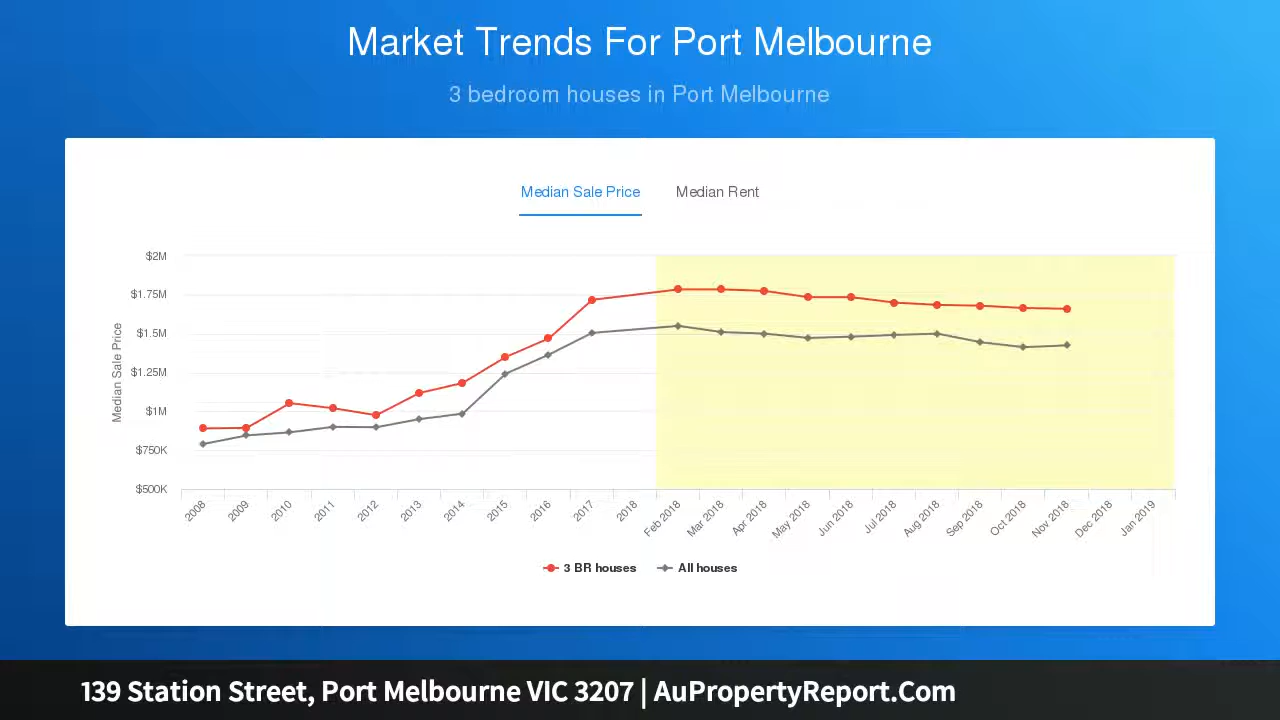 Market Trends For Port Melbourne
3 bedroom houses in Port Melbourne
Median Sale Price Median Rent
Median Sale Price
$2M
$1.75M
$1.5M
$1.25M
$1M
$750K
$500K
2008 2009 2010 2011 2012 2013 2014 2015 2016 2017 2018 Feb 2018 Mar 2018 Apr 2018 May 2018 Jun 2018 Jul 2018 Aug 2018 Sep 2018 Oct 2018 Nov 2018 Dec 2018 Jan 2019
3 BR houses All houses
139 Station Street, Port Melbourne VIC 3207 | AuPropertyReport.Com